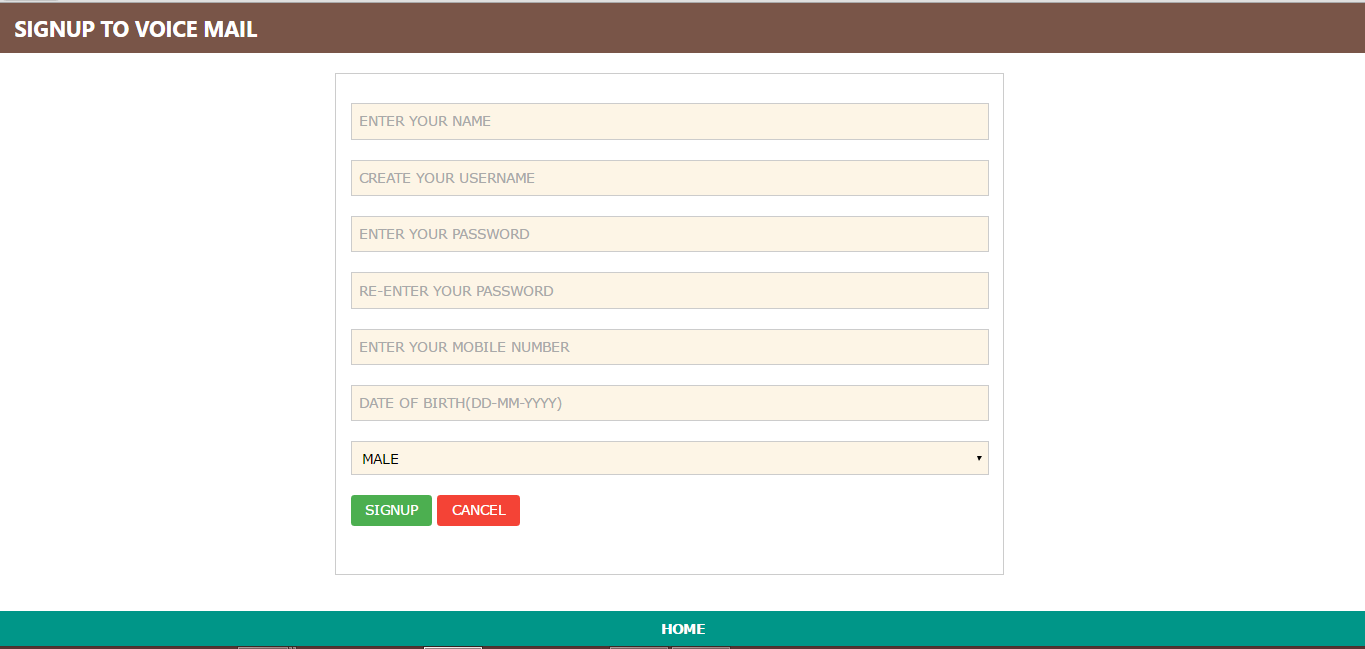 SIGNUP TO VOICE MAIL
ENTER YOUR NAME
CREATE YOUR USERNAME
ENTER YOUR PASSWORD
RE-ENTER YOUR PASSWORD
ENTER YOUR MOBILE NUMBER
DATE OF BIRTH(DD-MM-YYYY)
MALE
SIGNUP CANCEL
HOME